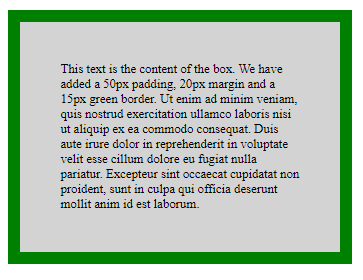 This text is the content of the box. We have
added a 50px padding, 20px margin and a
15px green border. Ut enim ad minim veniam,
quis nostrud exercitation ullamco laboris nisi
ut aliquip ex ea commodo consequat. Duis
aute irure dolor in reprehenderit in voluptate
velit esse cillum dolore eu fugiat nulla
pariatur. Excepteur sint occaecat cupidatat non
proident, sunt in culpa qui officia deserunt
mollit anim id est laborum.